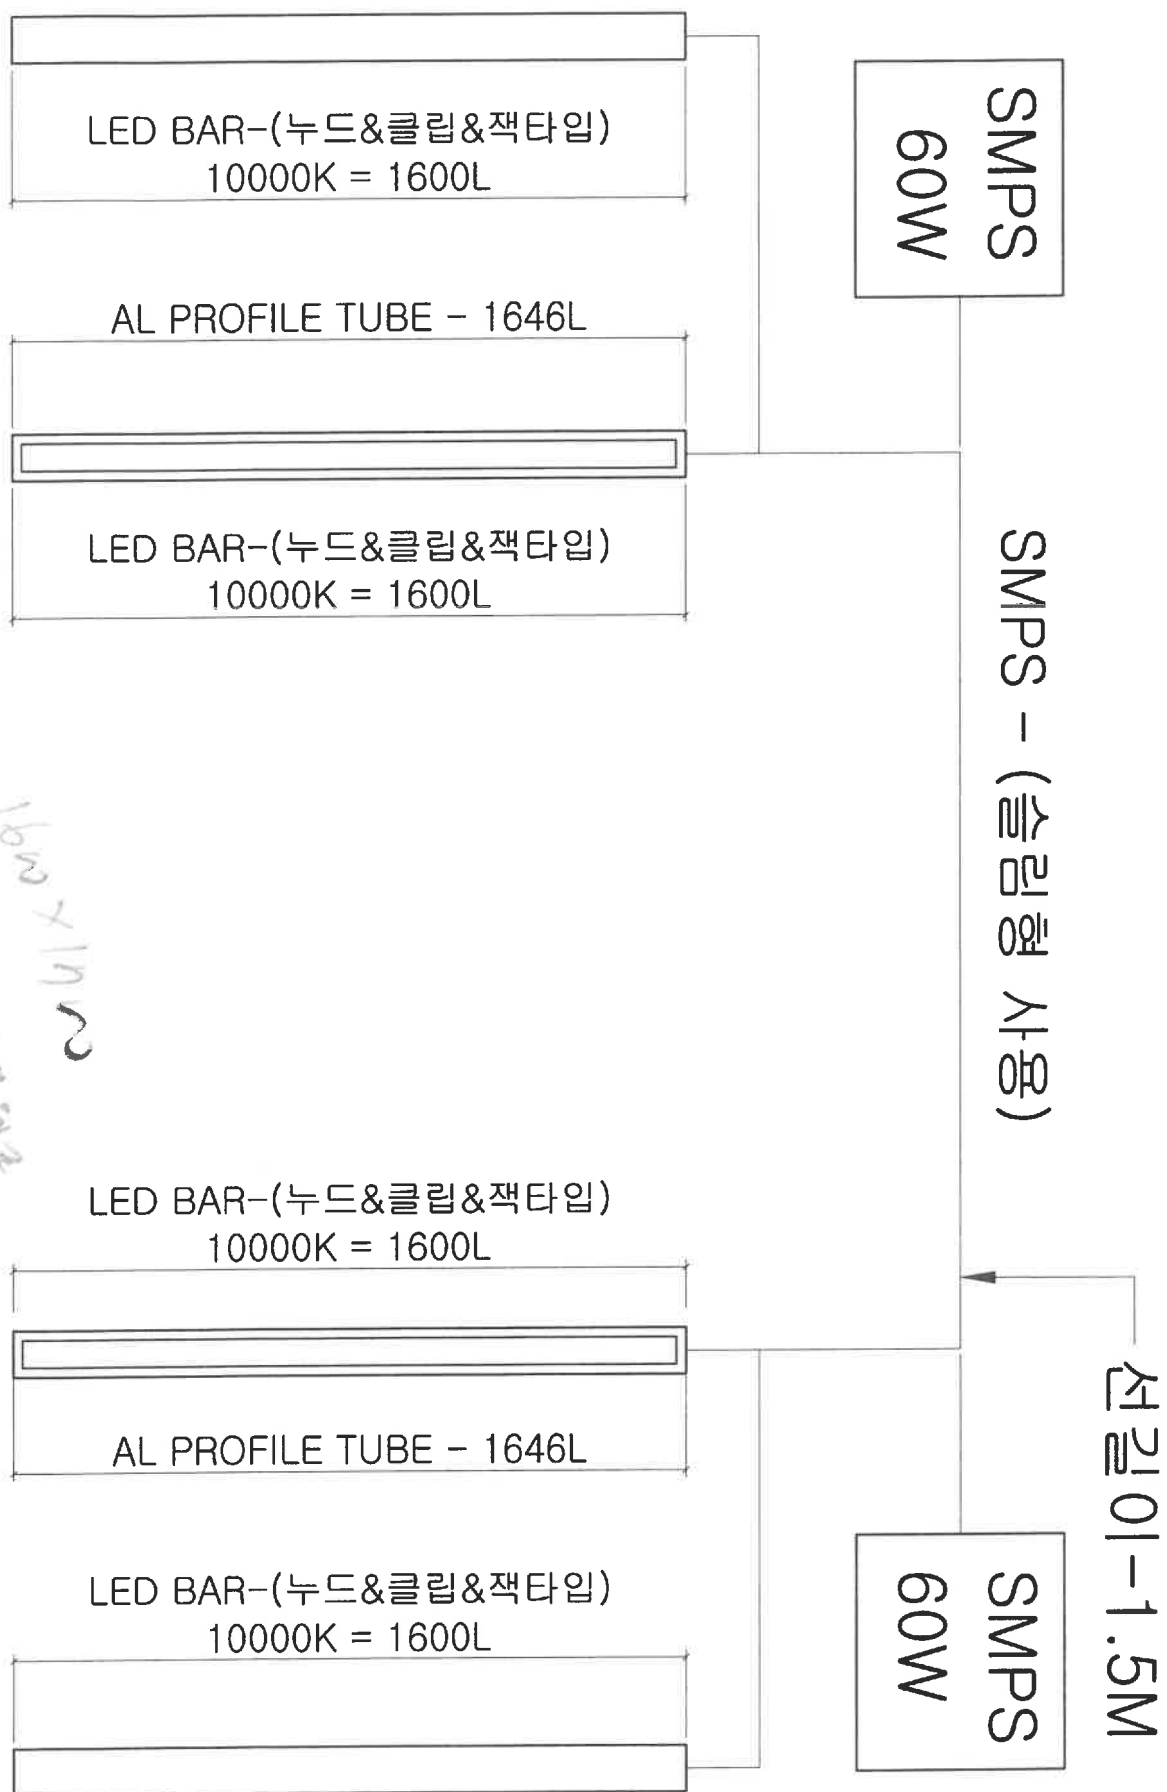 LED BAR-(누드&클립&잭타입)
10000K = 1600L
AL PROFILE TUBE - 1646L
LED BAR-(누드&클립&잭타입)
10000K = 1600L
LED BAR-(누드&클립&잭타입)
10000K = 1600L
AL PROFILE TUBE - 1646L
LED BAR-(누드&클립&잭타입)
10000K = 1600L
SMPS
60W
SMPS - (슬림형 사용)
선길이-1.5M
SMPS
60W